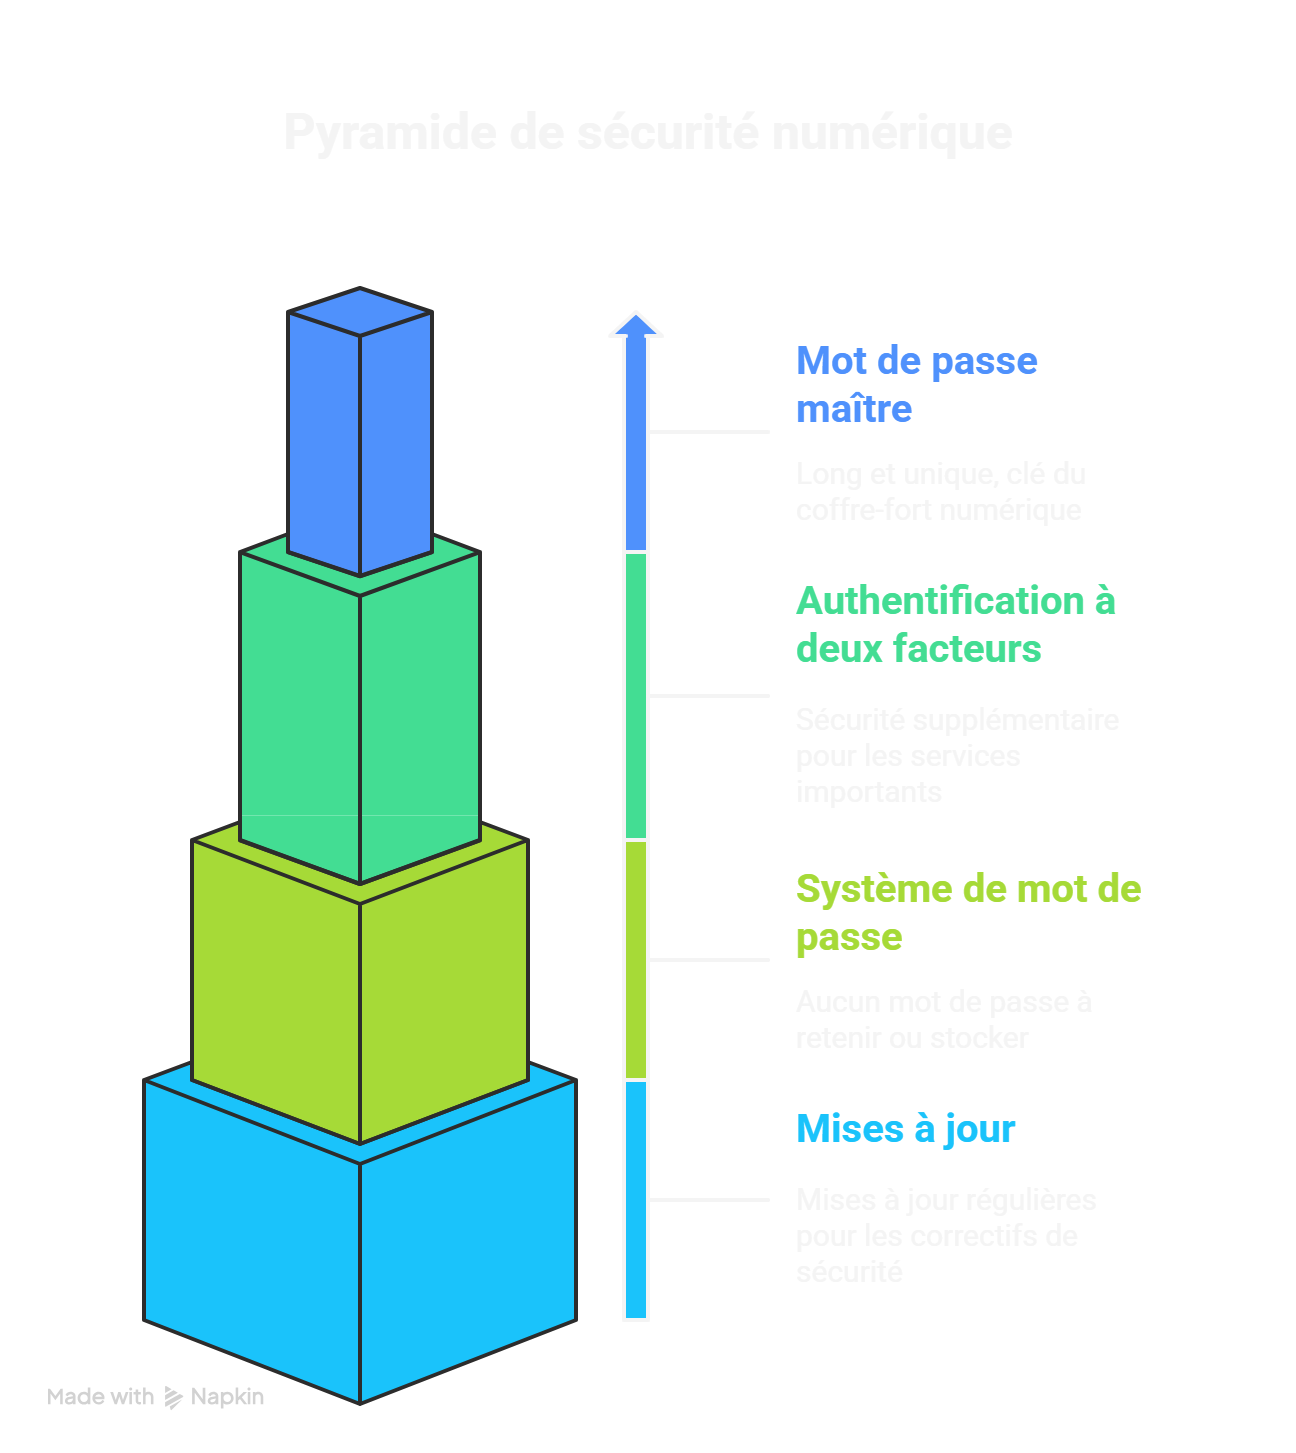 Pyramide de sécurité numérique
Mot de passe
maître
Long et unique, clé du
coffre-fort numérique
Authentification à
deux facteurs
Sécurité supplémentaire
pour les services
importants
Système de mot de
passe
Aucun mot de passe à
retenir ou stocker
Mises à jour
Mises à jour régulières
pour les correctifs de
sécurité
Made with Napkin